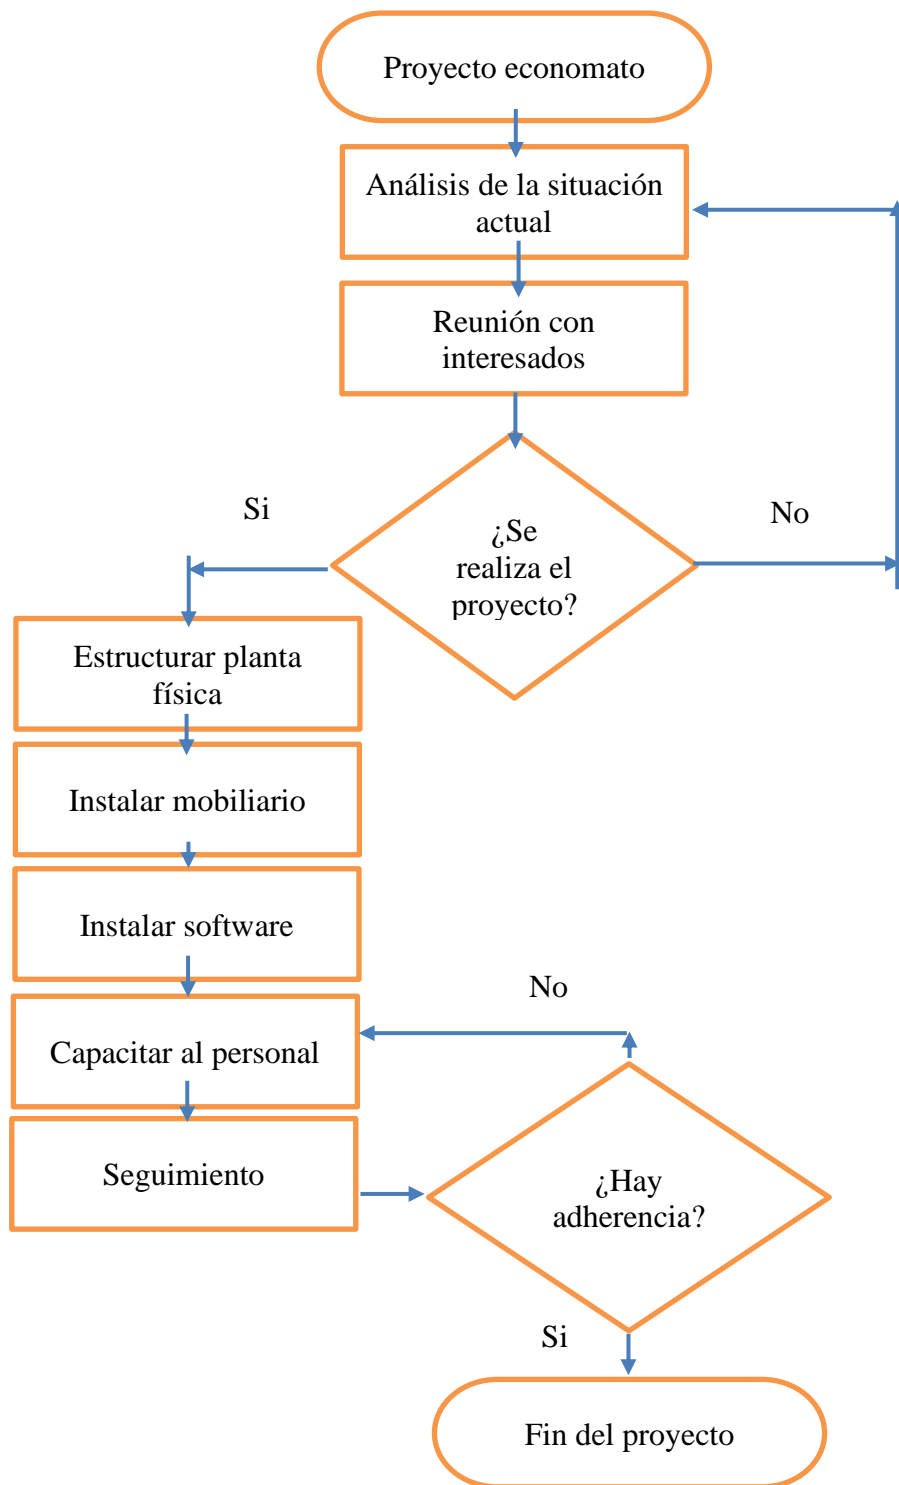 Proyecto economato
Análisis de la situación
actual
Reunión con
interesados
Si
No
¿Se
realiza el
proyecto?
Estructurar planta
física
Instalar mobiliario
Instalar software
No
Capacitar al personal
Seguimiento
¿Hay
adherencia?
Si
Fin del proyecto